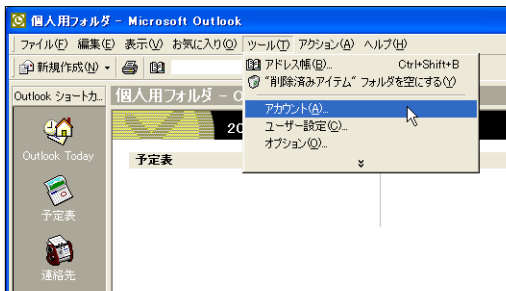 個人用フォルダ - Microsoft Outlook
ファイル(F) 編集(E) 表示(V) お気に入り(O) ツール(T) アクション(A) ヘルプ(H)
新規作成(N)
アドレス帳(B)... Ctrl+Shift+B
"削除済みアイテム" フォルダを空にする(Y)
アカウント(A)...
ユーザー設定(C)...
オプション(O)...
Outlook ショートカ...
個人用フォルダ - O
20
Outlook Today
予定表
予定表
連絡先